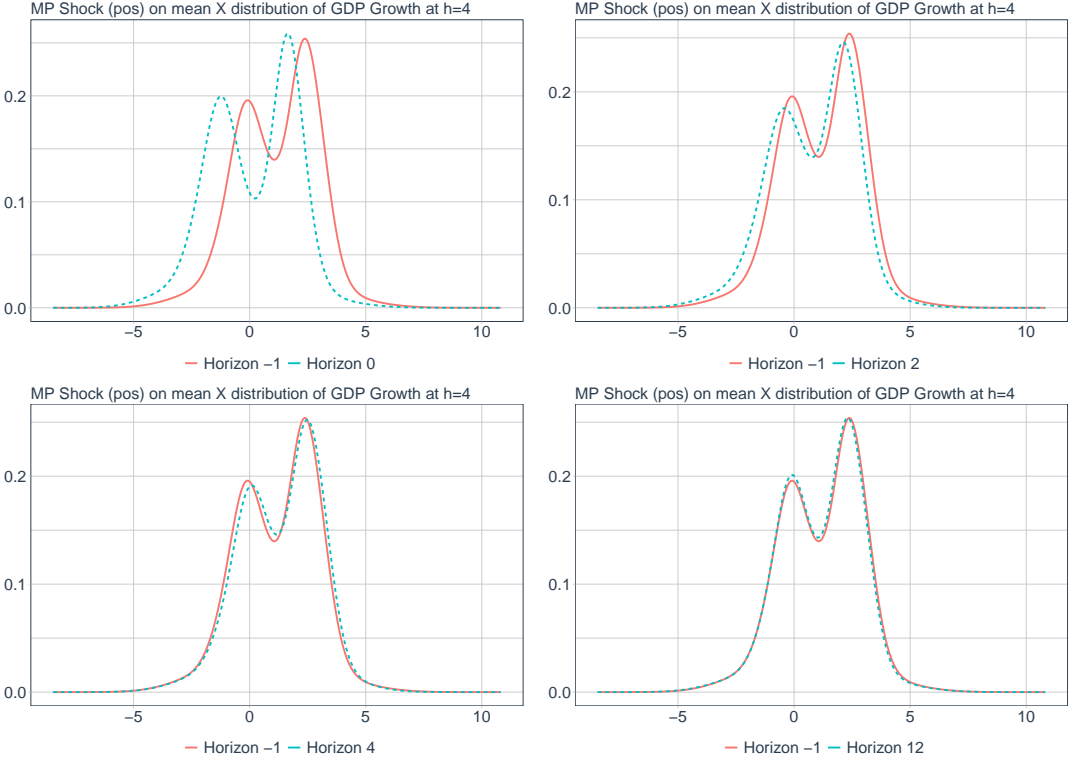 MP Shock (pos) on mean X distribution of GDP Growth at h=4
0.2
0.1
0.0
−5 0 5 10
Horizon −1 Horizon 0
MP Shock (pos) on mean X distribution of GDP Growth at h=4
0.2
0.1
0.0
−5 0 5 10
Horizon −1 Horizon 2
MP Shock (pos) on mean X distribution of GDP Growth at h=4
0.2
0.1
0.0
−5 0 5 10
Horizon −1 Horizon 4
MP Shock (pos) on mean X distribution of GDP Growth at h=4
0.2
0.1
0.0
−5 0 5 10
Horizon −1 Horizon 12